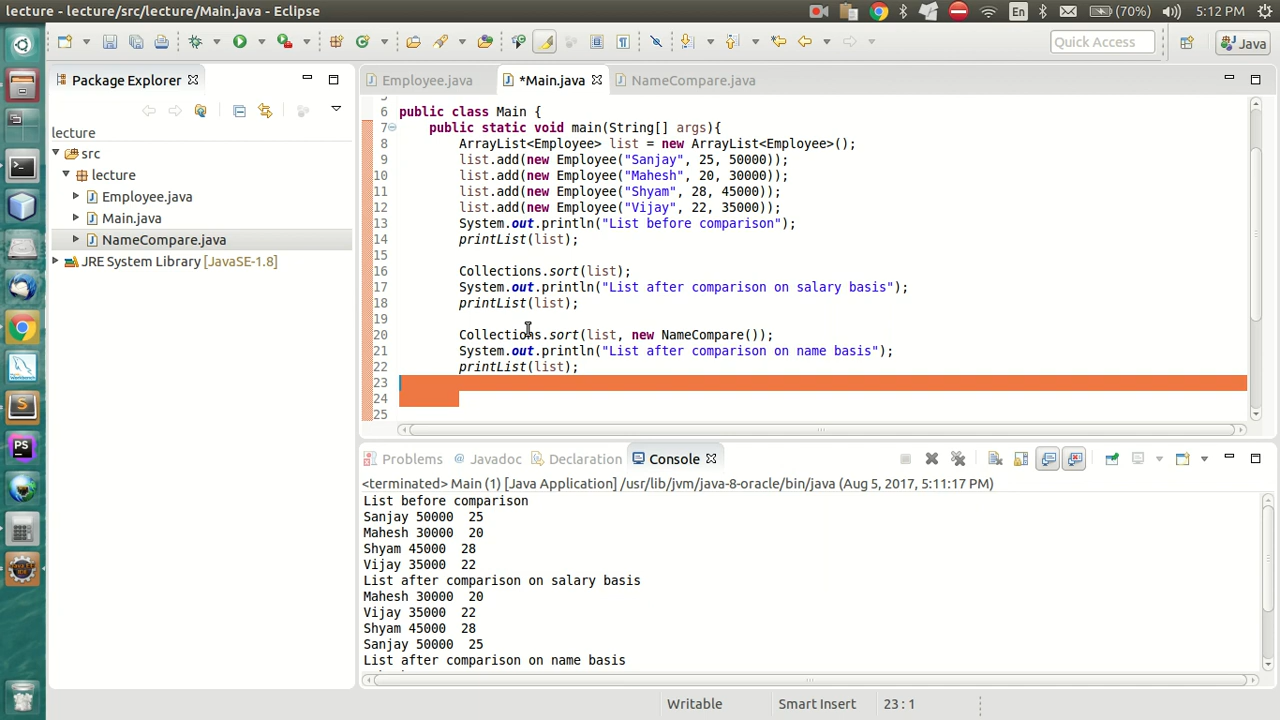 lecture - lecture/src/lecture/Main.java - Eclipse
En
(70%)
5:12 PM
Quick Access
Java
Package Explorer
lecture
src
lecture
Employee.java
Main.java
NameCompare.java
JRE System Library [JavaSE-1.8]
Employee.java
*Main.java
NameCompare.java
6 public class Main {
7 public static void main(String[] args){
8 ArrayList<Employee> list = new ArrayList<Employee>();
9 list.add(new Employee("Sanjay", 25, 50000));
10 list.add(new Employee("Mahesh", 20, 30000));
11 list.add(new Employee("Shyam", 28, 45000));
12 list.add(new Employee("Vijay", 22, 35000));
13 System.out.println("List before comparison");
14 printList(list);
15
16 Collections.sort(list);
17 System.out.println("List after comparison on salary basis");
18 printList(list);
19
20 Collections.sort(list, new NameCompare());
21 System.out.println("List after comparison on name basis");
22 printList(list);
23
24
25
Problems
@ Javadoc
Declaration
Console
<terminated> Main (1) [Java Application] /usr/lib/jvm/java-8-oracle/bin/java (Aug 5, 2017, 5:11:17 PM)
List before comparison
Sanjay 50000 25
Mahesh 30000 20
Shyam 45000 28
Vijay 35000 22
List after comparison on salary basis
Mahesh 30000 20
Vijay 35000 22
Shyam 45000 28
Sanjay 50000 25
List after comparison on name basis
Writable
Smart Insert
23 : 1
PS